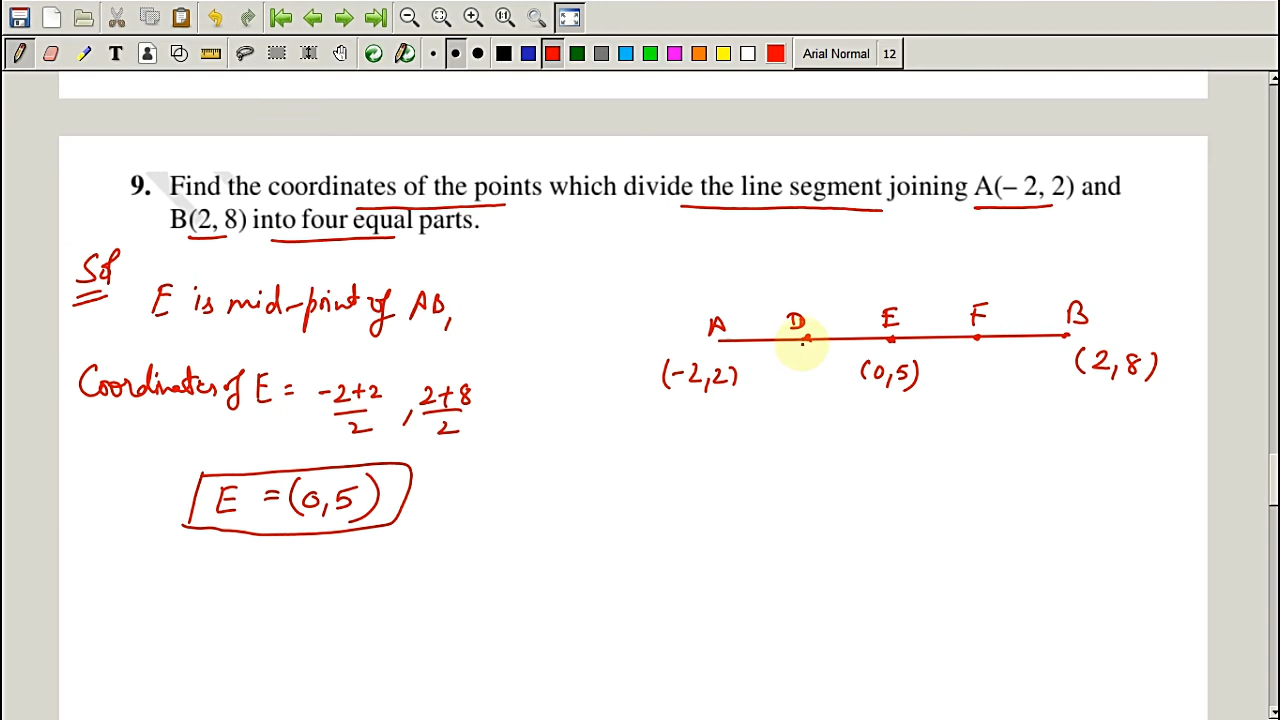 Arial Normal 12
9. Find the coordinates of the points which divide the line segment joining A(– 2, 2) and
B(2, 8) into four equal parts.
Sol
E is mid-point of AB,
Coordinates of E = -2+2/2 , 2+8/2
E = (0,5)
A D E F B
(-2,2) (0,5) (2,8)